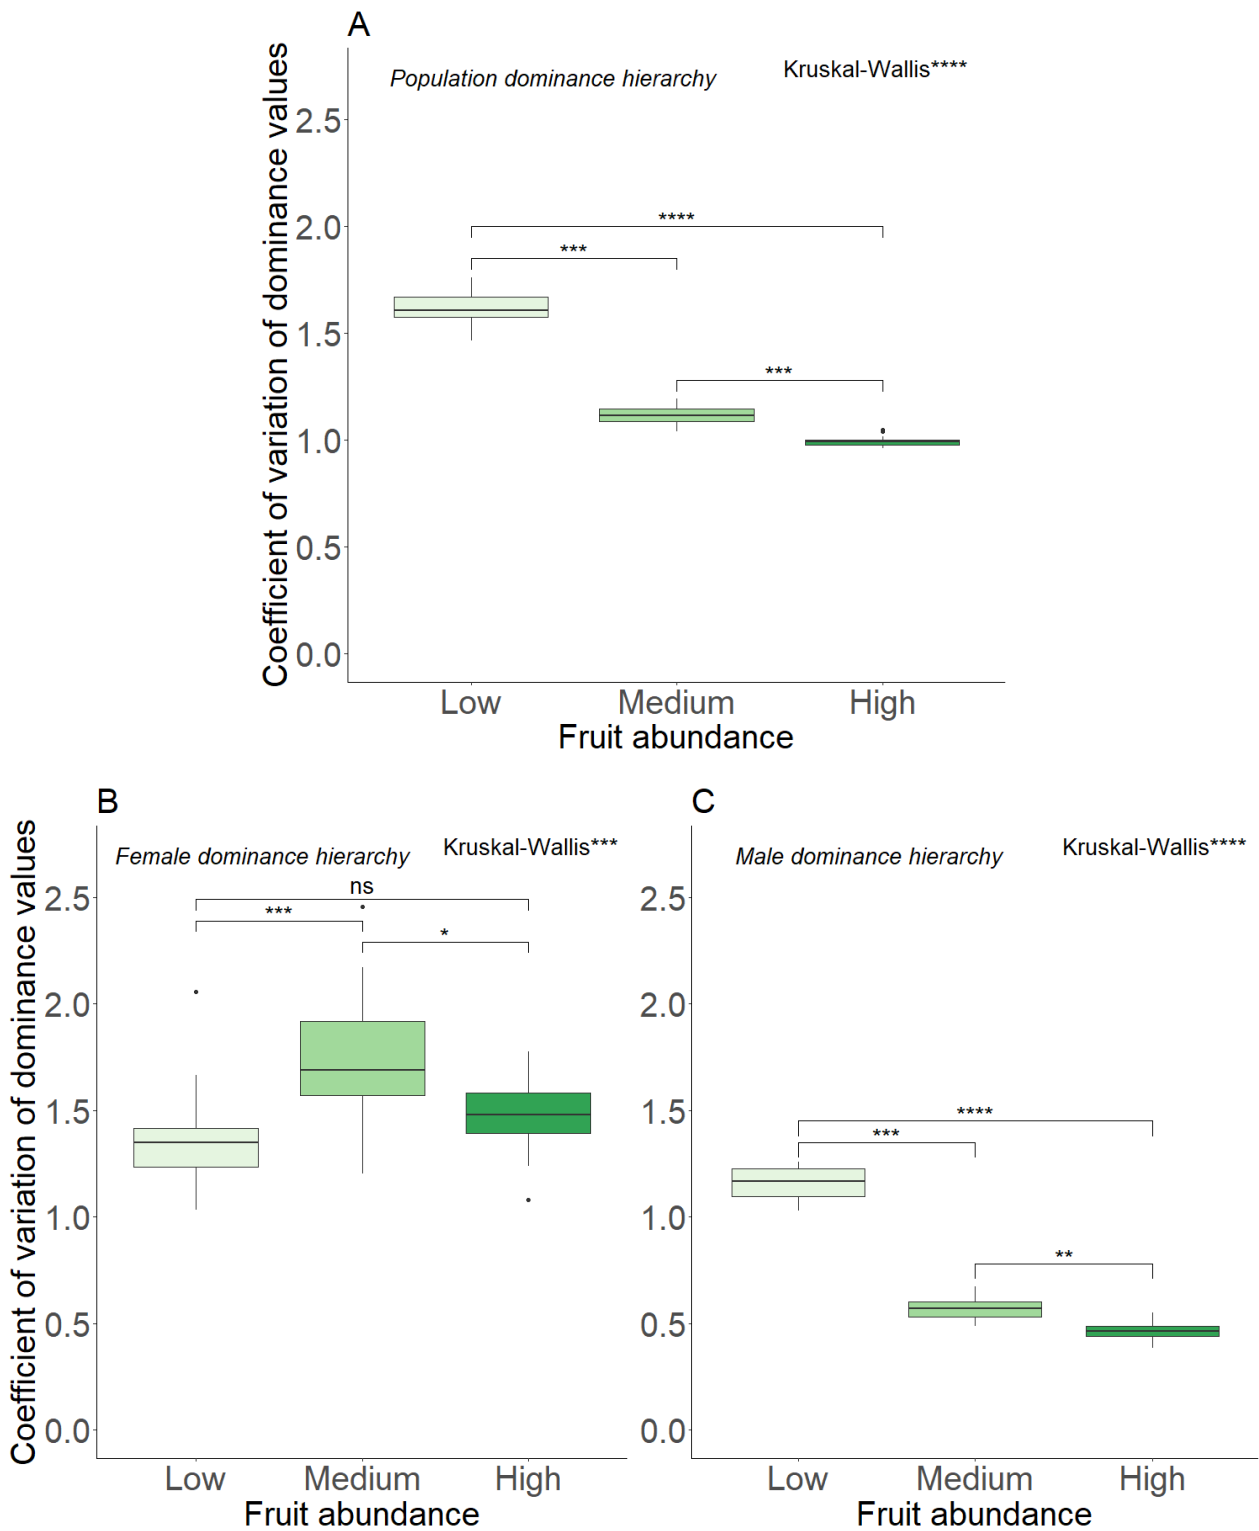 A
Population dominance hierarchy
Kruskal-Wallis****
Coefficient of variation of dominance values
2.5
2.0
1.5
1.0
0.5
0.0
****
***
***
Low Medium High
Fruit abundance
B
Female dominance hierarchy
Kruskal-Wallis***
Coefficient of variation of dominance values
2.5
2.0
1.5
1.0
0.5
0.0
ns
***
*
Low Medium High
Fruit abundance
C
Male dominance hierarchy
Kruskal-Wallis****
2.5
2.0
1.5
1.0
0.5
0.0
****
***
**
Low Medium High
Fruit abundance